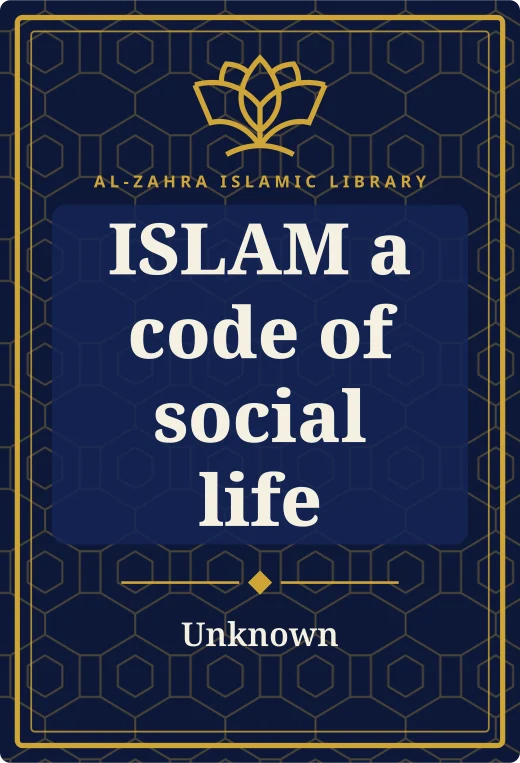 AL-ZAHRA ISLAMIC LIBRARY
ISLAM a
code of
social
life
Unknown